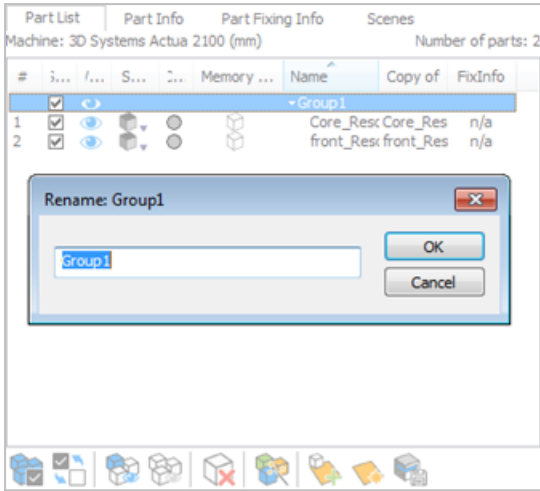 Part List Part Info Part Fixing Info Scenes
Machine: 3D Systems Actua 2100 (mm) Number of parts: 2
# S... Memory ... Name Copy of FixInfo
Group1
1 Core_Resc Core_Res n/a
2 front_Resc front_Res n/a
Rename: Group1
Group1
OK
Cancel